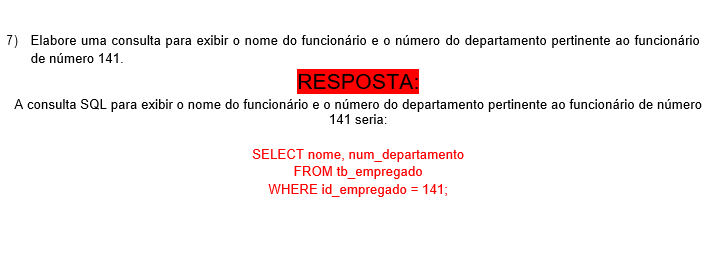 7) Elabore uma consulta para exibir o nome do funcionário e o número do departamento pertinente ao funcionário
de número 141.
RESPOSTA:
A consulta SQL para exibir o nome do funcionário e o número do departamento pertinente ao funcionário de número
141 seria:
SELECT nome, num_departamento
FROM tb_empregado
WHERE id_empregado = 141;